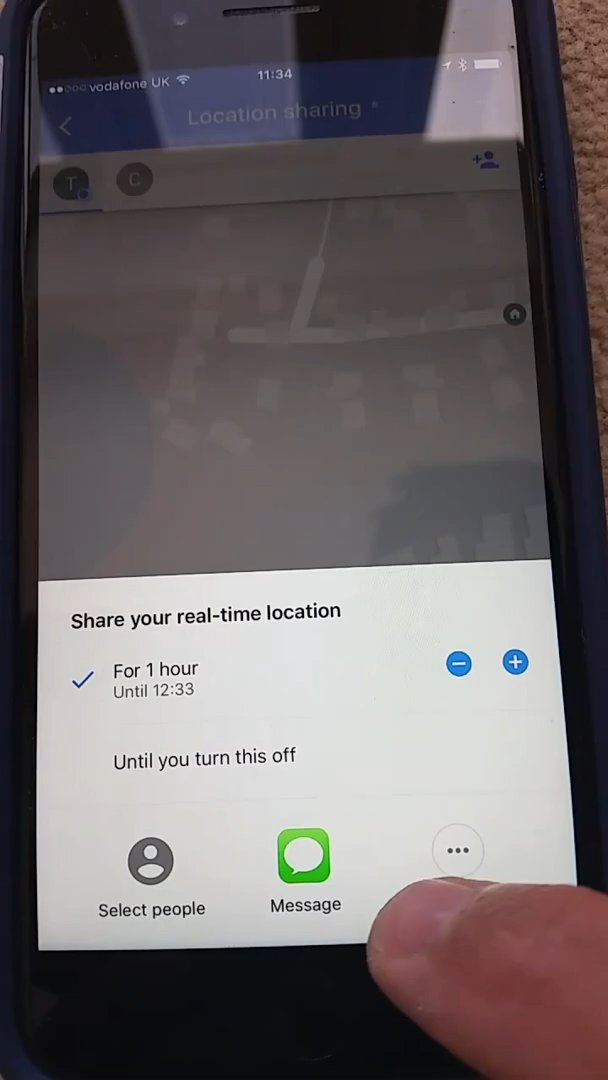 vodafone UK
11:34
Location sharing
T
C
Share your real-time location
For 1 hour
Until 12:33
Until you turn this off
Select people
Message